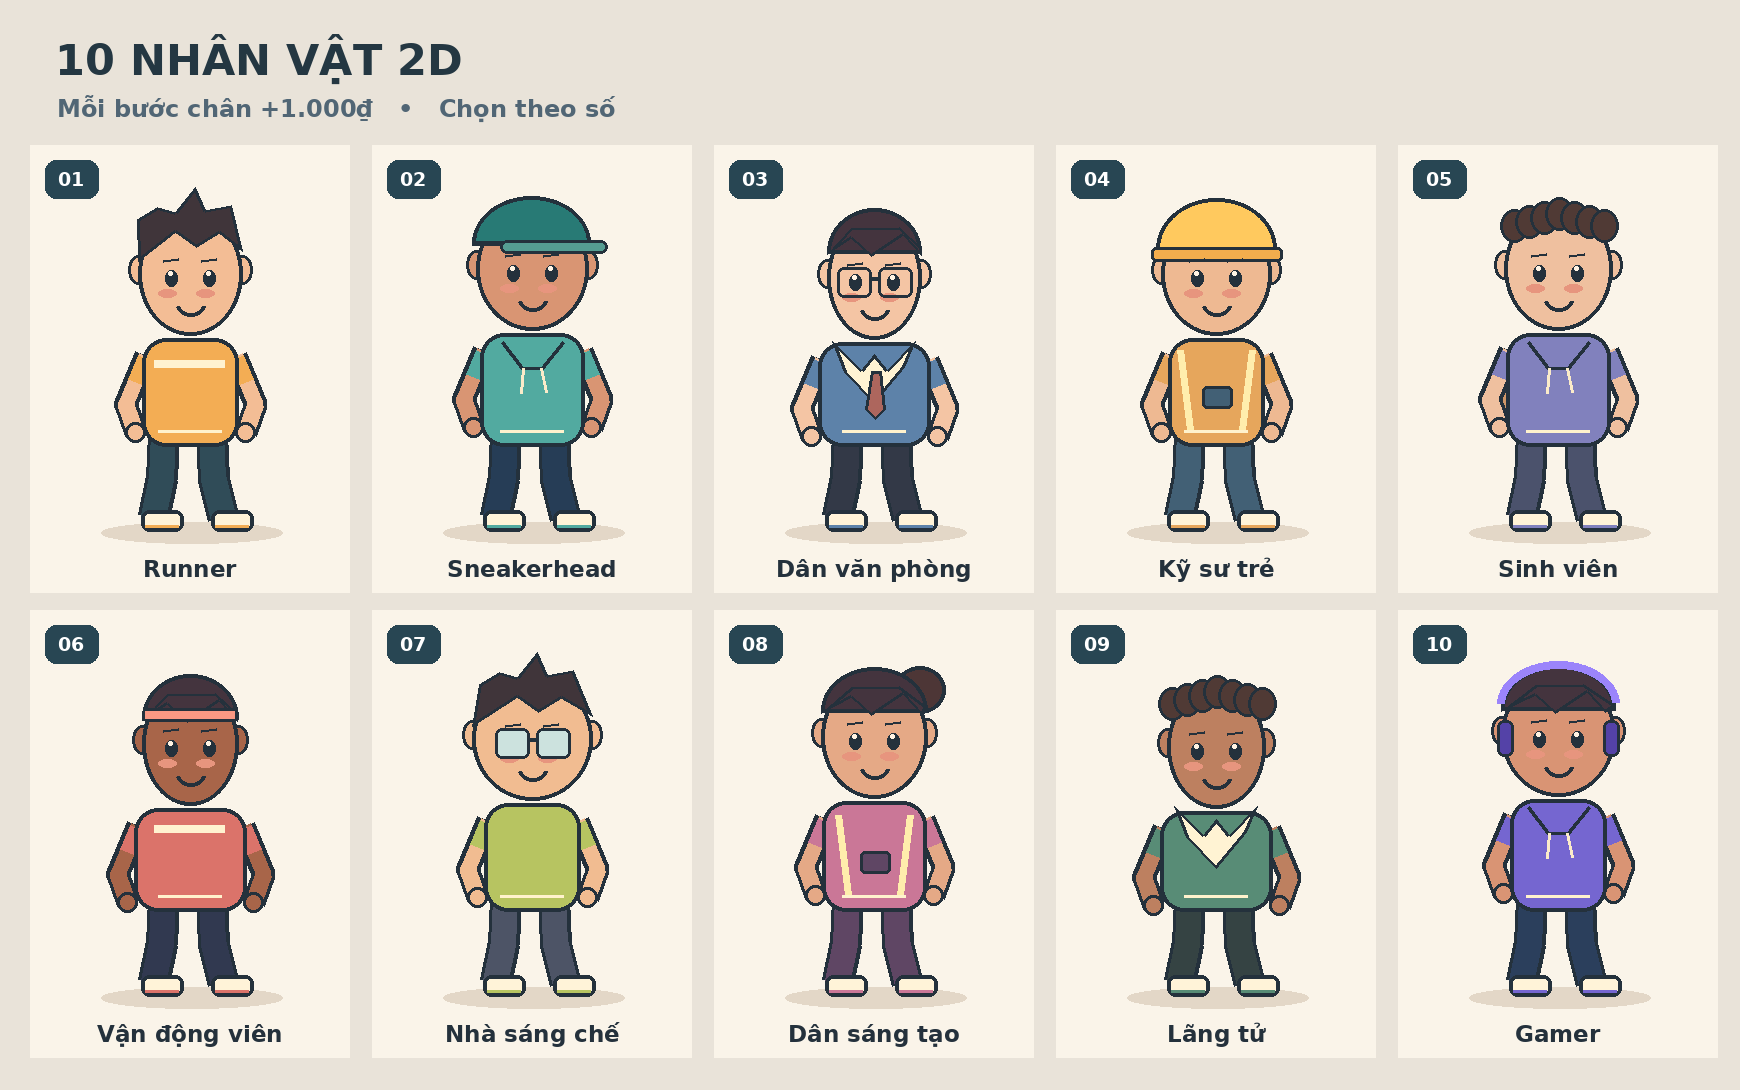 10 NHÂN VẬT 2D
Mỗi bước chân +1.000₫ • Chọn theo số
01
02
03
04
05
Runner
Sneakerhead
Dân văn phòng
Kỹ sư trẻ
Sinh viên
06
07
08
09
10
Vận động viên
Nhà sáng chế
Dân sáng tạo
Lãng tử
Gamer